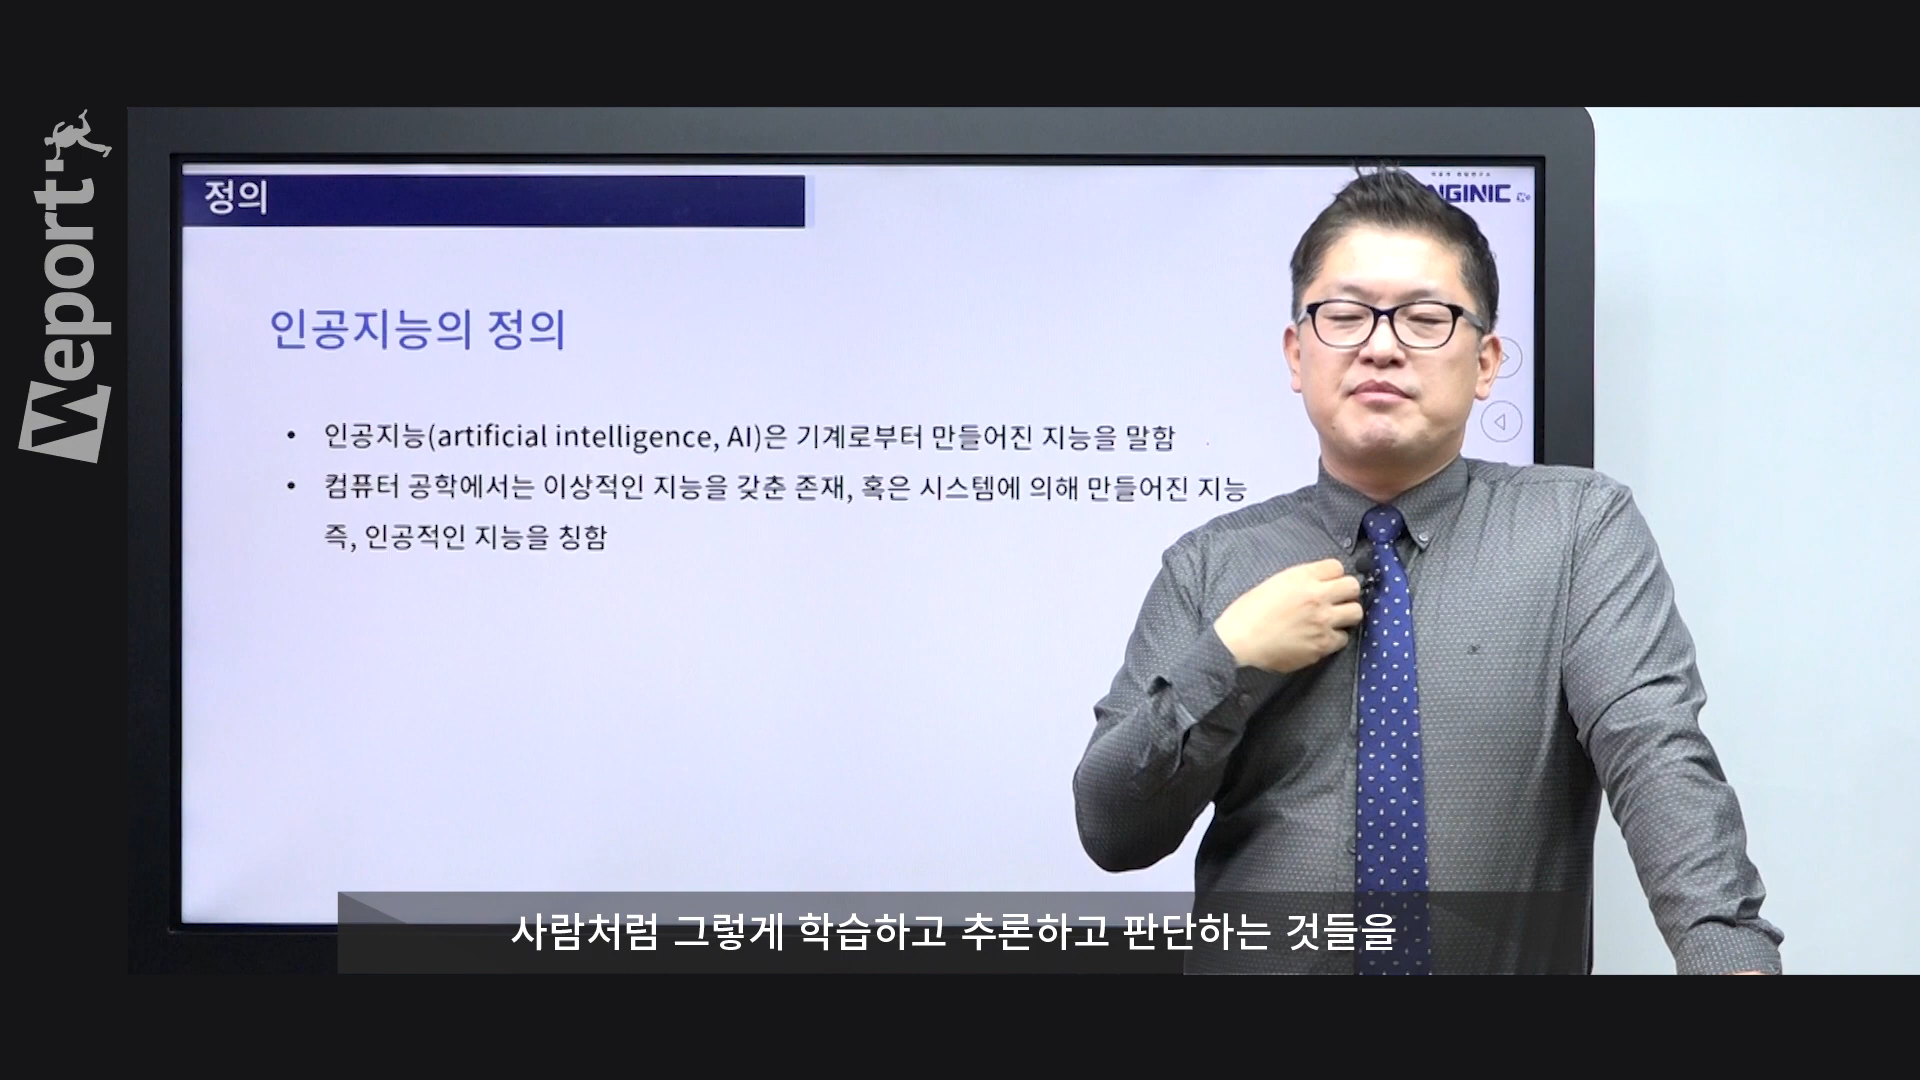 Weport
정의
NGINIC
인공지능의 정의
• 인공지능(artificial intelligence, AI)은 기계로부터 만들어진 지능을 말함
• 컴퓨터 공학에서는 이상적인 지능을 갖춘 존재, 혹은 시스템에 의해 만들어진 지능
즉, 인공적인 지능을 칭함
사람처럼 그렇게 학습하고 추론하고 판단하는 것들을